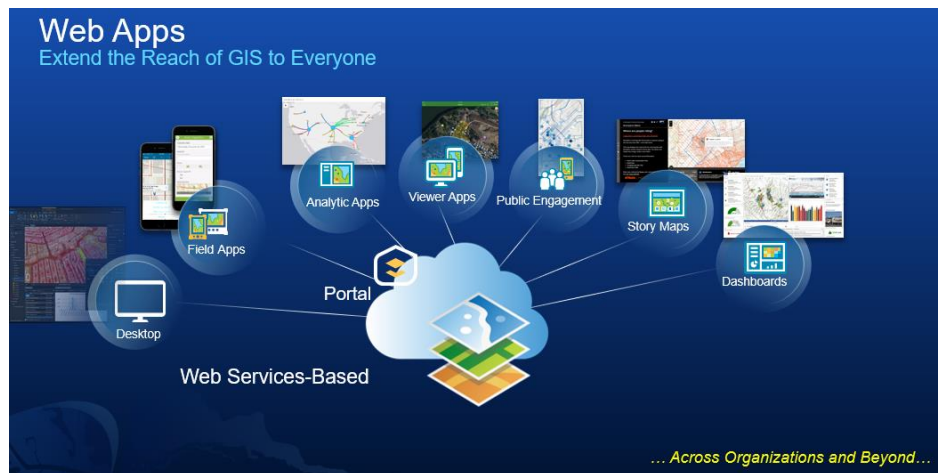 Web Apps
Extend the Reach of GIS to Everyone
Analytic Apps
Viewer Apps
Public Engagement
Story Maps
Field Apps
Dashboards
Portal
Desktop
Web Services-Based
... Across Organizations and Beyond...